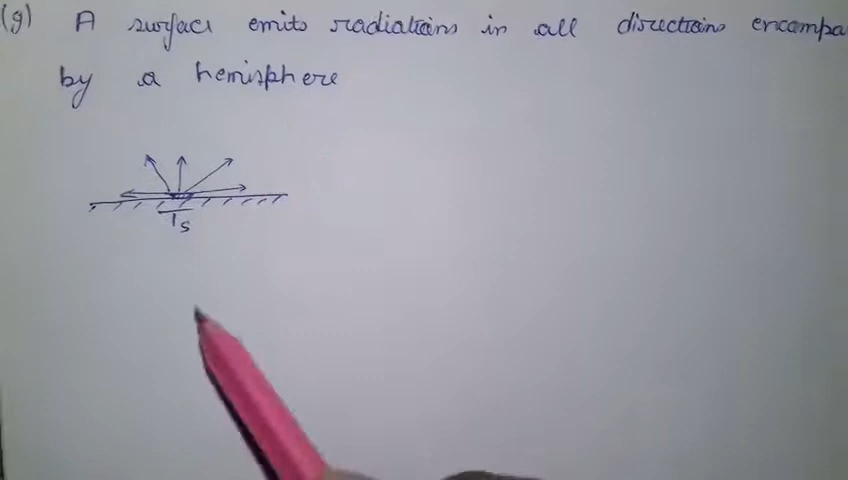 (g) A surface emits radiations in all directions encompa
by a hemisphere
Ts